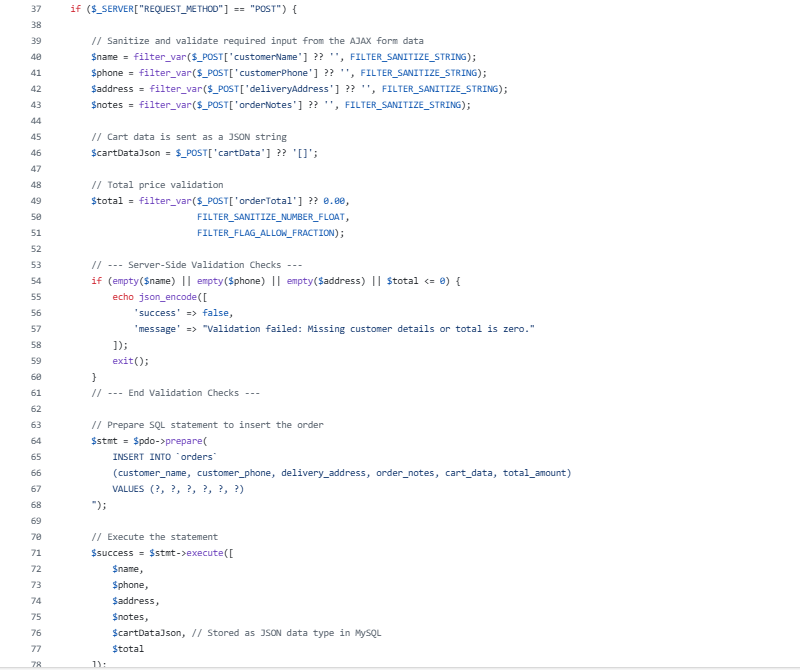 37 if ($_SERVER["REQUEST_METHOD"] == "POST") {
38
39 // Sanitize and validate required input from the AJAX form data
40 $name = filter_var($_POST['customerName'] ?? '', FILTER_SANITIZE_STRING);
41 $phone = filter_var($_POST['customerPhone'] ?? '', FILTER_SANITIZE_STRING);
42 $address = filter_var($_POST['deliveryAddress'] ?? '', FILTER_SANITIZE_STRING);
43 $notes = filter_var($_POST['orderNotes'] ?? '', FILTER_SANITIZE_STRING);
44
45 // Cart data is sent as a JSON string
46 $cartDataJson = $_POST['cartData'] ?? '[]';
47
48 // Total price validation
49 $total = filter_var($_POST['orderTotal'] ?? 0.00,
50 FILTER_SANITIZE_NUMBER_FLOAT,
51 FILTER_FLAG_ALLOW_FRACTION);
52
53 // --- Server-Side Validation Checks ---
54 if (empty($name) || empty($phone) || empty($address) || $total <= 0) {
55 echo json_encode([
56 'success' => false,
57 'message' => "Validation failed: Missing customer details or total is zero."
58 ]);
59 exit();
60 }
61 // --- End Validation Checks ---
62
63 // Prepare SQL statement to insert the order
64 $stmt = $pdo->prepare(
65 INSERT INTO `orders`
66 (customer_name, customer_phone, delivery_address, order_notes, cart_data, total_amount)
67 VALUES (?, ?, ?, ?, ?, ?)
68 ");
69
70 // Execute the statement
71 $success = $stmt->execute([
72 $name,
73 $phone,
74 $address,
75 $notes,
76 $cartDataJson, // Stored as JSON data type in MySQL
77 $total
78 ]);